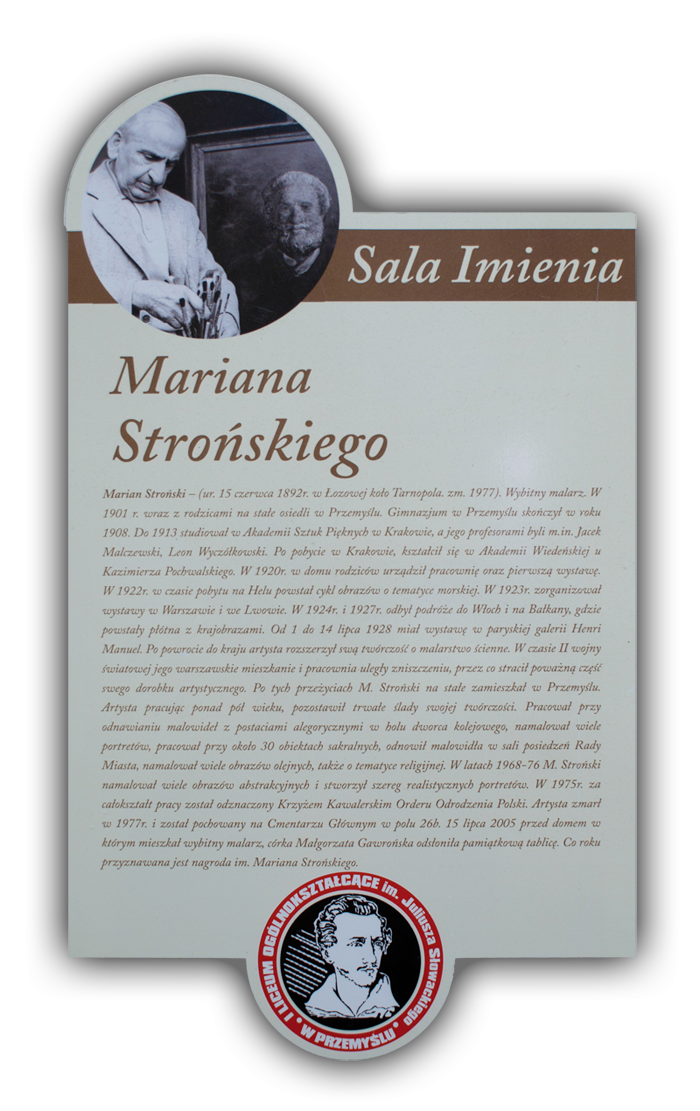 Sala Imienia
Mariana
Strońskiego
Marian Stroński – (ur. 15 czerwca 1892r. w Łozowej koło Tarnopola. zm. 1977). Wybitny malarz. W
1901 r. wraz z rodzicami na stałe osiedli w Przemyślu. Gimnazjum w Przemyślu skończył w roku
1908. Do 1913 studiował w Akademii Sztuk Pięknych w Krakowie, a jego profesorami byli m.in. Jacek
Malczewski, Leon Wyczółkowski. Po pobycie w Krakowie, kształcił się w Akademii Wiedeńskiej u
Kazimierza Pochwalskiego. W 1920r. w domu rodziców urządził pracownię oraz pierwszą wystawę.
W 1922r. w czasie pobytu na Helu powstał cykl obrazów o tematyce morskiej. W 1923r. zorganizował
wystawy w Warszawie i we Lwowie. W 1924r. i 1927r. odbył podróże do Włoch i na Bałkany, gdzie
powstały płótna z krajobrazami. Od 1 do 14 lipca 1928 miał wystawę w paryskiej galerii Henri
Manuel. Po powrocie do kraju artysta rozszerzył swą twórczość o malarstwo ścienne. W czasie II wojny
światowej jego warszawskie mieszkanie i pracownia uległy zniszczeniu, przez co stracił poważną część
swego dorobku artystycznego. Po tych przeżyciach M. Stroński na stałe zamieszkał w Przemyślu.
Artysta pracując ponad pół wieku, pozostawił trwałe ślady swojej twórczości. Pracował przy
odnawianiu malowideł z postaciami alegorycznymi w holu dworca kolejowego, namalował wiele
portretów, pracował przy około 30 obiektach sakralnych, odnowił malowidła w sali posiedzeń Rady
Miasta, namalował wiele obrazów olejnych, także o tematyce religijnej. W latach 1968-76 M. Stroński
namalował wiele obrazów abstrakcyjnych i stworzył szereg realistycznych portretów. W 1975r. za
całokształt pracy został odznaczony Krzyżem Kawalerskim Orderu Odrodzenia Polski. Artysta zmarł
w 1977r. i został pochowany na Cmentarzu Głównym w polu 26b. 15 lipca 2005 przed domem w
którym mieszkał wybitny malarz, córka Małgorzata Gawrońska odsłoniła pamiątkową tablicę. Co roku
przyznawana jest nagroda im. Mariana Strońskiego.
I LICEUM OGÓLNOKSZTAŁCĄCE im. Juliusza Słowackiego
• W PRZEMYŚLU •